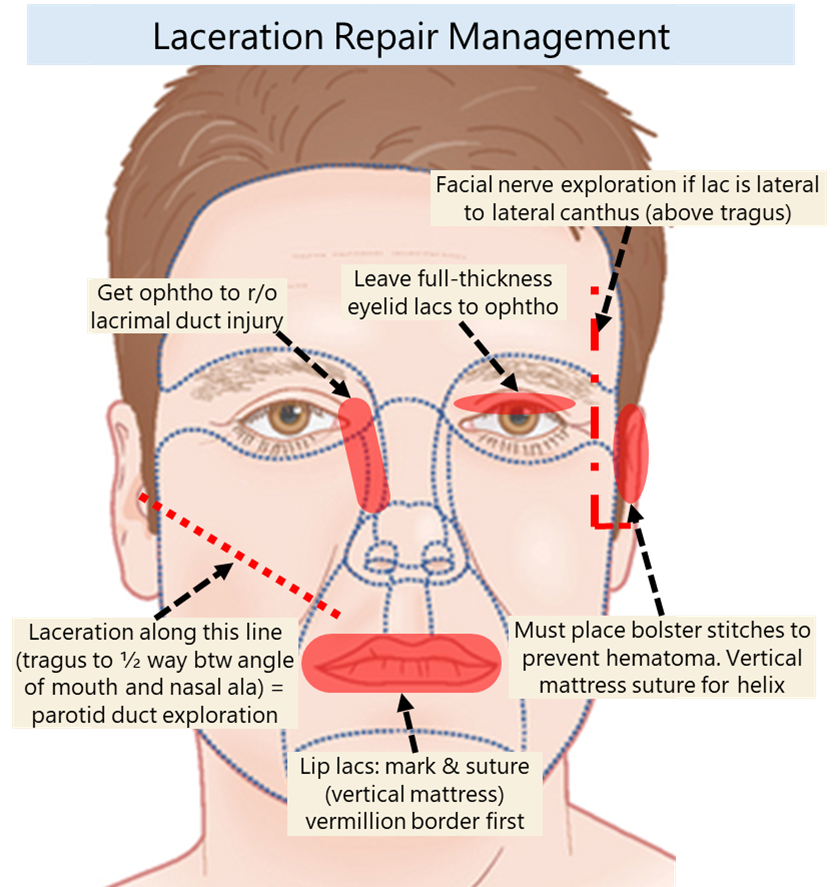 Laceration Repair Management
Facial nerve exploration if lac is lateral
to lateral canthus (above tragus)
Get ophtho to r/o
lacrimal duct injury
Leave full-thickness
eyelid lacs to ophtho
Laceration along this line
(tragus to ½ way btw angle
of mouth and nasal ala) =
parotid duct exploration
Must place bolster stitches to
prevent hematoma. Vertical
mattress suture for helix
Lip lacs: mark & suture
(vertical mattress)
vermillion border first